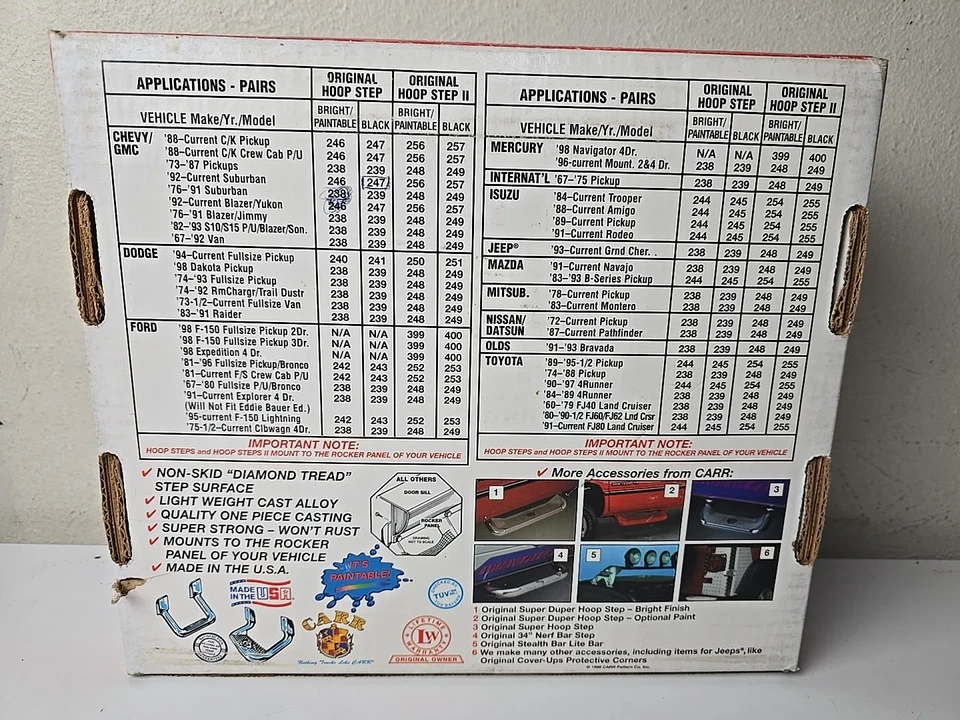 APPLICATIONS - PAIRS ORIGINAL HOOP STEP ORIGINAL HOOP STEP II
VEHICLE Make/Yr./Model BRIGHT/PAINTABLE BLACK BRIGHT/PAINTABLE BLACK
CHEVY/GMC '88–Current C/K Pickup 246 247 256 257
'88–Current C/K Crew Cab P/U 246 247 256 257
'73–'87 Pickups 238 239 248 249
'92–Current Suburban 246 247 256 257
'76–'91 Suburban 238 239 248 249
'92–Current Blazer/Yukon 246 247 256 257
'76–'91 Blazer/Jimmy 238 239 248 249
'82–'93 S10/S15 P/U/Blazer/Son. 238 239 248 249
'67–'92 Van 238 239 248 249
DODGE '94–Current Fullsize Pickup 240 241 250 251
'98 Dakota Pickup 238 239 248 249
'74–'93 Fullsize Pickup 238 239 248 249
'74–'92 RmChargr/Trail Dustr 238 239 248 249
'73-1/2–Current Fullsize Van 238 239 248 249
'83–'91 Raider 238 239 248 249
FORD '98 F-150 Fullsize Pickup 2Dr. N/A N/A 399 400
'98 F-150 Fullsize Pickup 3Dr. N/A N/A 399 400
'98 Expedition 4 Dr. N/A N/A 399 400
'81–'96 Fullsize Pickup/Bronco 242 243 252 253
'81–Current F/S Crew Cab P/U 242 243 252 253
'67–'80 Fullsize P/U/Bronco 238 239 248 249
'91–Current Explorer 4 Dr. 238 239 248 249
(Will Not Fit Eddie Bauer Ed.)
'95-current F-150 Lightning 242 243 252 253
'75-1/2–Current Clbwagn 4Dr. 238 239 248 249
IMPORTANT NOTE:
HOOP STEPS and HOOP STEPS II MOUNT TO THE ROCKER PANEL OF YOUR VEHICLE
APPLICATIONS - PAIRS ORIGINAL HOOP STEP ORIGINAL HOOP STEP II
VEHICLE Make/Yr./Model BRIGHT/PAINTABLE BLACK BRIGHT/PAINTABLE BLACK
MERCURY '98 Navigator 4Dr. N/A N/A 399 400
'96-current Mount. 2&4 Dr. 238 239 248 249
INTERNAT'L '67–'75 Pickup 238 239 248 249
ISUZU '84–Current Trooper 244 245 254 255
'88–Current Amigo 244 245 254 255
'89–Current Pickup 244 245 254 255
'91–Current Rodeo 244 245 254 255
JEEP® '93–Current Grnd Cher. 238 239 248 249
MAZDA '91–Current Navajo 238 239 248 249
'83–'93 B-Series Pickup 244 245 254 255
MITSUB. '78–Current Pickup 238 239 248 249
'83–Current Montero 238 239 248 249
NISSAN/DATSUN '72–Current Pickup 238 239 248 249
'87–Current Pathfinder 238 239 248 249
OLDS '91–'93 Bravada 238 239 248 249
TOYOTA '89–'95-1/2 Pickup 244 245 254 255
'74–'88 Pickup 238 239 248 249
'90–'97 4Runner 244 245 254 255
'84–'89 4Runner 238 239 248 249
'60–'79 FJ40 Land Cruiser 238 239 248 249
'80–'90-1/2 FJ60/FJ62 Lnd Crsr 238 239 248 249
'91–Current FJ80 Land Cruiser 244 245 254 255
IMPORTANT NOTE:
HOOP STEPS and HOOP STEPS II MOUNT TO THE ROCKER PANEL OF YOUR VEHICLE
✓ NON-SKID “DIAMOND TREAD”
STEP SURFACE
✓ LIGHT WEIGHT CAST ALLOY
✓ QUALITY ONE PIECE CASTING
✓ SUPER STRONG - WON'T RUST
✓ MOUNTS TO THE ROCKER
PANEL OF YOUR VEHICLE
✓ MADE IN THE U.S.A.
ALL OTHERS
DOOR SILL
ROCKER
PANEL
DRAWING
NOT TO SCALE
IT'S
PAINTABLE!
MADE
IN THE USA
TUV
CARR
Nothing Tracks Like CARR®
LIFETIME
LW
WARRANTY
ORIGINAL OWNER
✓ More Accessories from CARR:
1 2 3
4 5 6
1 Original Super Duper Hoop Step – Bright Finish
2 Original Super Duper Hoop Step – Optional Paint
3 Original Super Hoop Step
4 Original 34" Nerf Bar Step
5 Original Stealth Bar Lite Bar
6 We make many other accessories, including items for Jeeps®, like
Original Cover-Ups Protective Corners
© 1998 CARR Pattern Co. Inc.